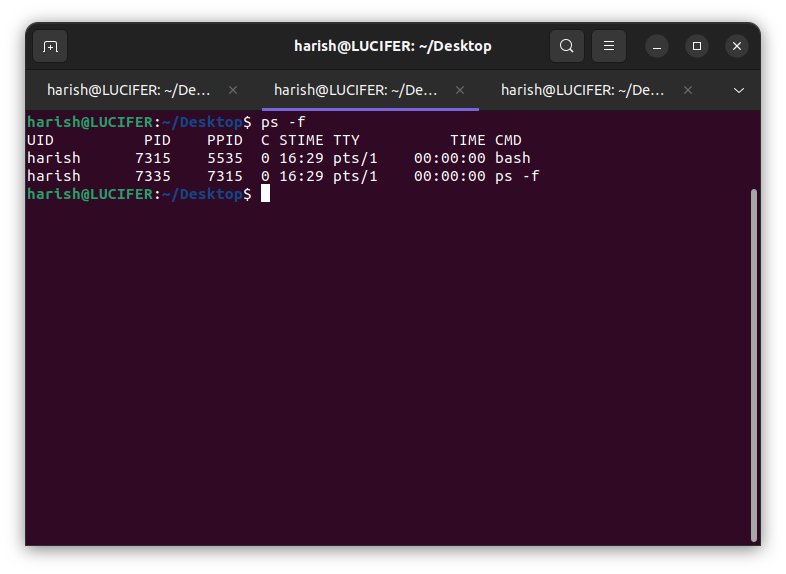 harish@LUCIFER: ~/Desktop
harish@LUCIFER: ~/De... harish@LUCIFER: ~/De... harish@LUCIFER: ~/De...
harish@LUCIFER:~/Desktop$ ps -f
UID          PID    PPID  C STIME TTY          TIME CMD
harish      7315    5535  0 16:29 pts/1    00:00:00 bash
harish      7335    7315  0 16:29 pts/1    00:00:00 ps -f
harish@LUCIFER:~/Desktop$